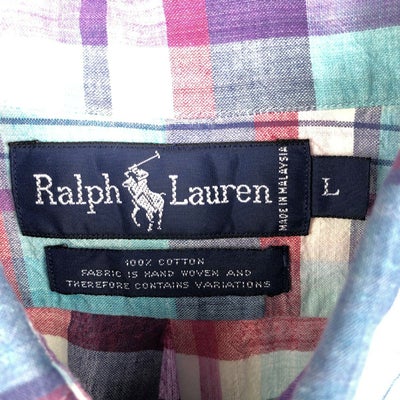 Ralph Lauren
MADE IN MALAYSIA
L
100% COTTON
FABRIC IS HAND WOVEN AND
THEREFORE CONTAINS VARIATIONS